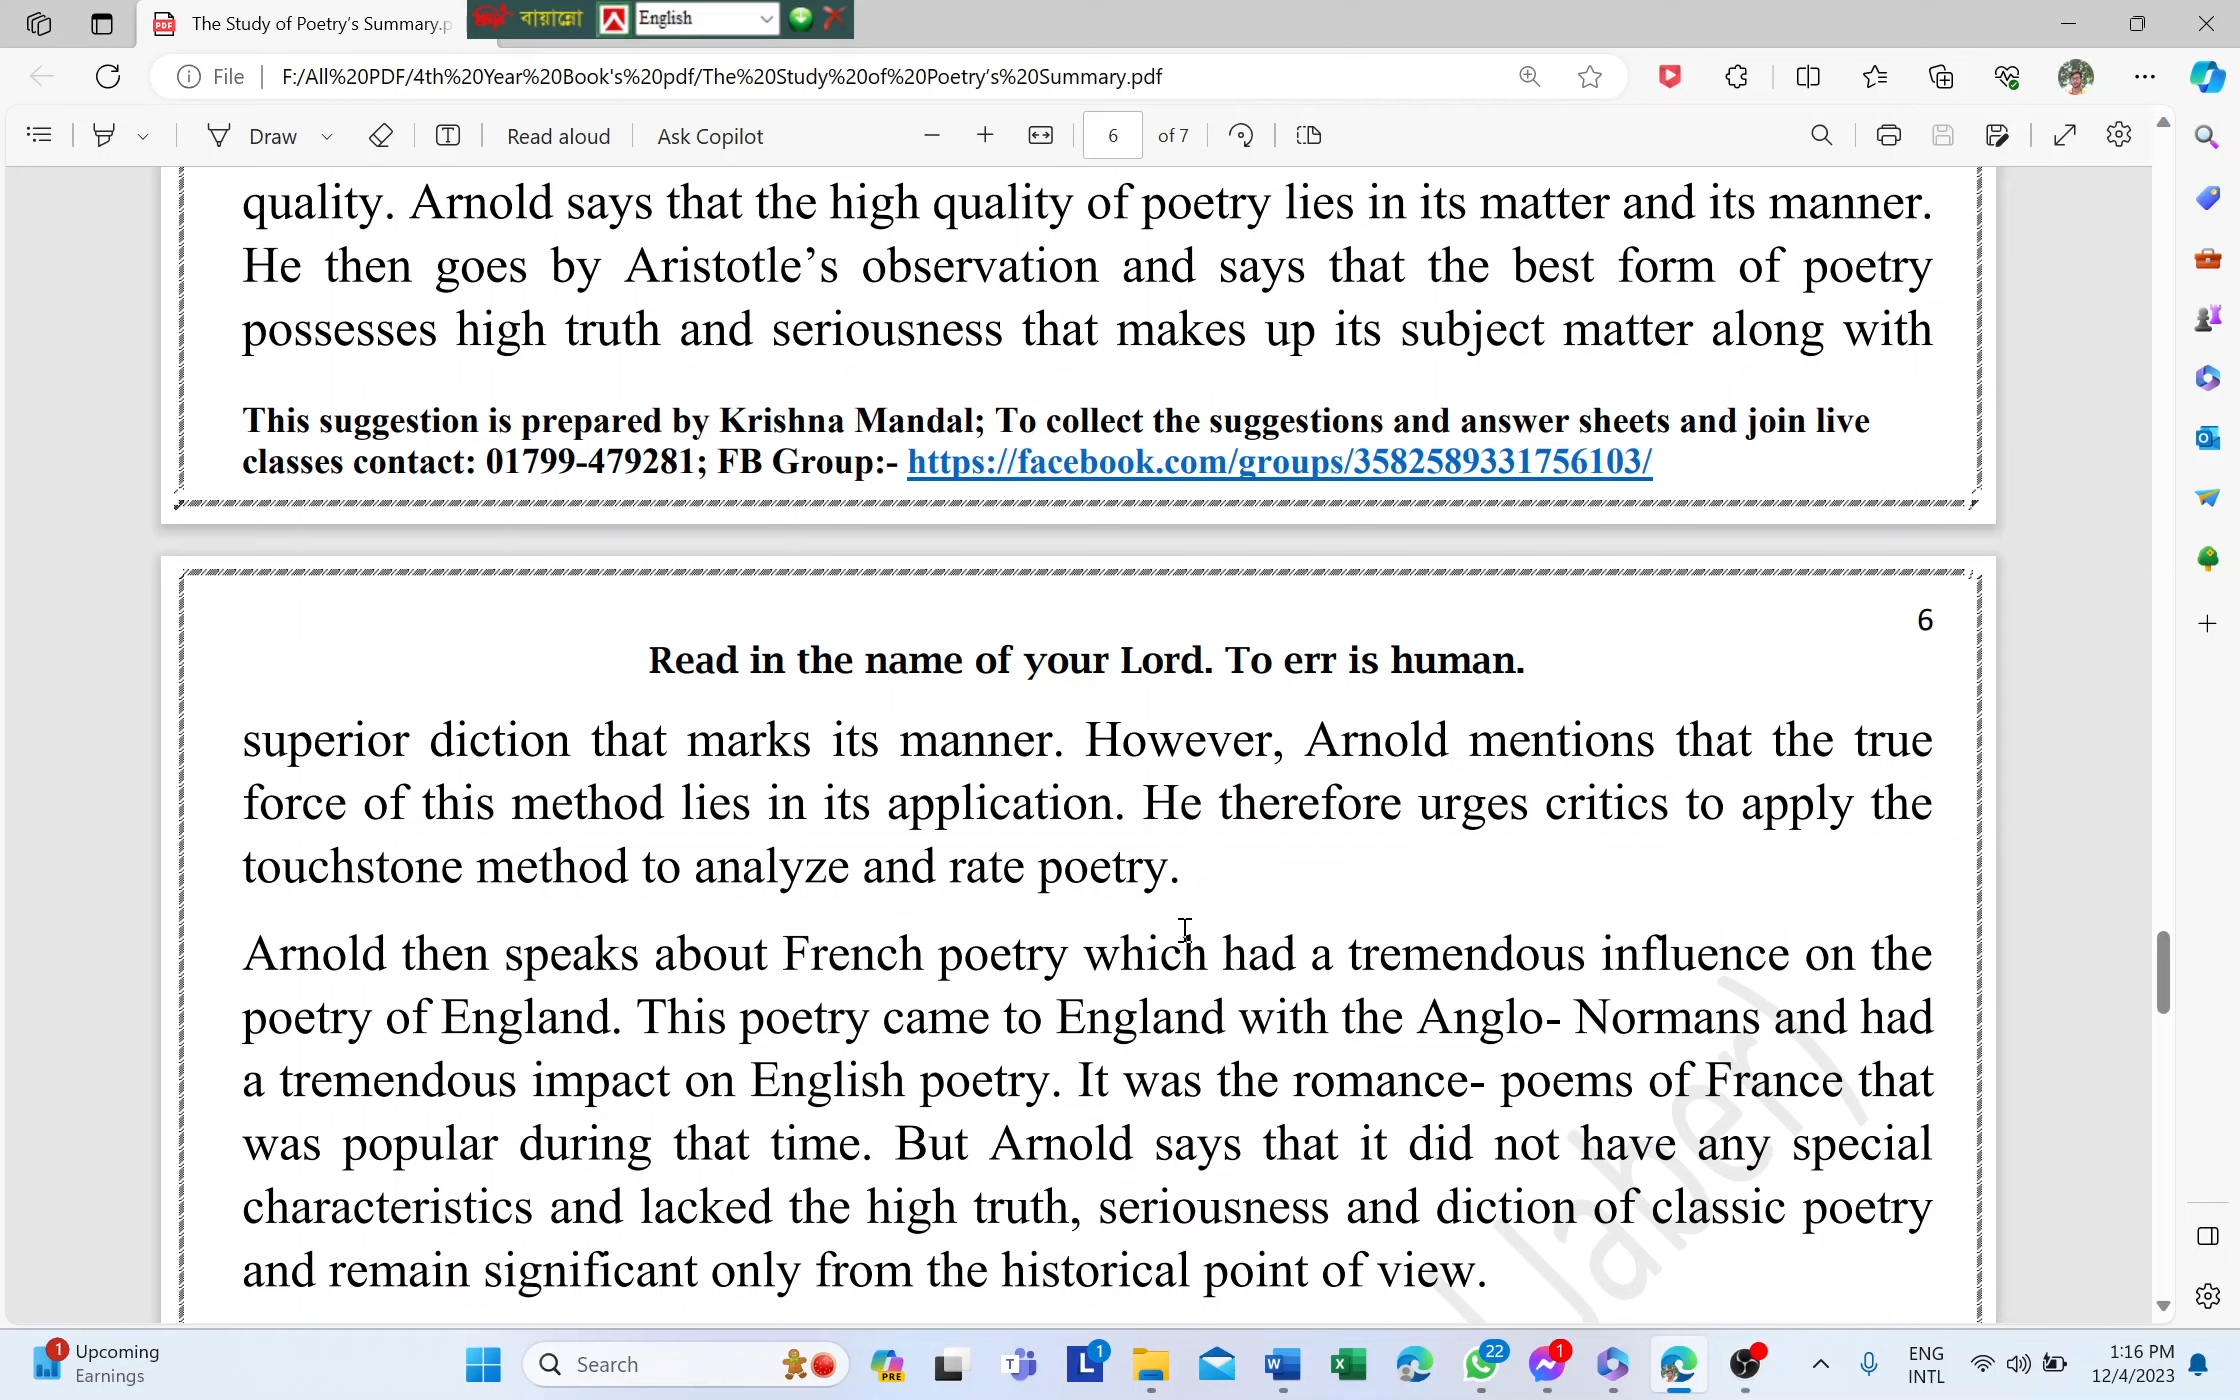 The Study of Poetry’s Summary.p
বায়ান্নো
English
File
F:/All%20PDF/4th%20Year%20Book's%20pdf/The%20Study%20of%20Poetry’s%20Summary.pdf
Draw
Read aloud
Ask Copilot
6
of 7
quality. Arnold says that the high quality of poetry lies in its matter and its manner.
He then goes by Aristotle’s observation and says that the best form of poetry
possesses high truth and seriousness that makes up its subject matter along with
This suggestion is prepared by Krishna Mandal; To collect the suggestions and answer sheets and join live
classes contact: 01799-479281; FB Group:- https://facebook.com/groups/3582589331756103/
6
Read in the name of your Lord. To err is human.
superior diction that marks its manner. However, Arnold mentions that the true
force of this method lies in its application. He therefore urges critics to apply the
touchstone method to analyze and rate poetry.
Arnold then speaks about French poetry which had a tremendous influence on the
poetry of England. This poetry came to England with the Anglo- Normans and had
a tremendous impact on English poetry. It was the romance- poems of France that
was popular during that time. But Arnold says that it did not have any special
characteristics and lacked the high truth, seriousness and diction of classic poetry
and remain significant only from the historical point of view.
Jaber)
1
Upcoming
Earnings
Search
PRE
T
L
1
W
X
22
1
ENG
INTL
1:16 PM
12/4/2023